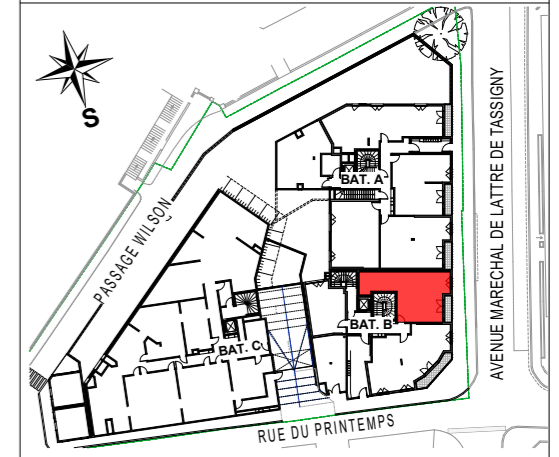 S
PASSAGE WILSON
BAT. A
AVENUE MARECHAL DE LATTRE DE TASSIGNY
BAT. B
BAT. C
RUE DU PRINTEMPS